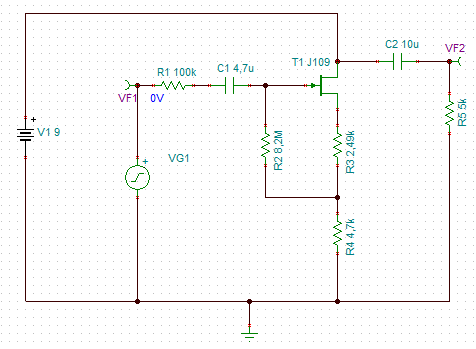 C2 10u
VF2
R1 100k
C1 4,7u
T1 J109
VF1
0V
R5 5k
V1 9
+
R2 8,2M
R3 2,49k
VG1
+
R4 4,7k